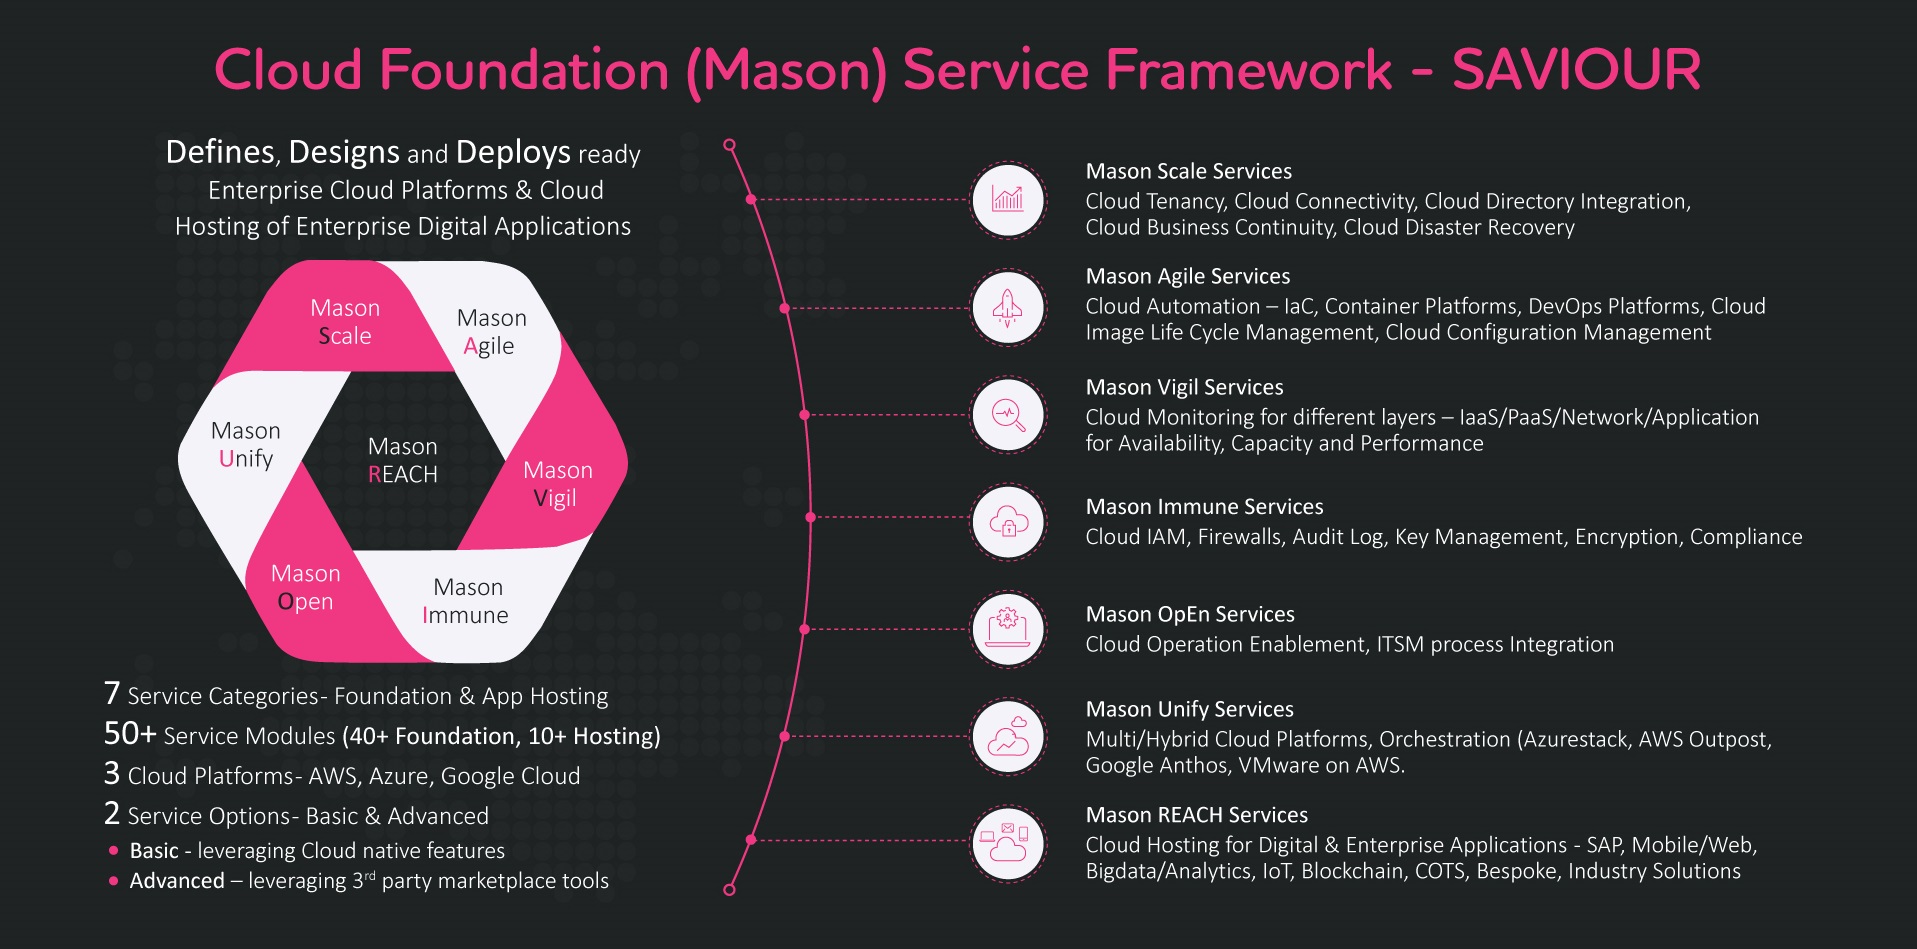 Cloud Foundation (Mason) Service Framework - SAVIOUR
Defines, Designs and Deploys ready
Enterprise Cloud Platforms & Cloud
Hosting of Enterprise Digital Applications
Mason
Scale
Mason
Agile
Mason
Unify
Mason
REACH
Mason
Vigil
Mason
Open
Mason
Immune
7 Service Categories- Foundation & App Hosting
50+ Service Modules (40+ Foundation, 10+ Hosting)
3 Cloud Platforms- AWS, Azure, Google Cloud
2 Service Options- Basic & Advanced
• Basic - leveraging Cloud native features
• Advanced – leveraging 3rd party marketplace tools
Mason Scale Services
Cloud Tenancy, Cloud Connectivity, Cloud Directory Integration,
Cloud Business Continuity, Cloud Disaster Recovery
Mason Agile Services
Cloud Automation – IaC, Container Platforms, DevOps Platforms, Cloud
Image Life Cycle Management, Cloud Configuration Management
Mason Vigil Services
Cloud Monitoring for different layers – IaaS/PaaS/Network/Application
for Availability, Capacity and Performance
Mason Immune Services
Cloud IAM, Firewalls, Audit Log, Key Management, Encryption, Compliance
Mason OpEn Services
Cloud Operation Enablement, ITSM process Integration
Mason Unify Services
Multi/Hybrid Cloud Platforms, Orchestration (Azurestack, AWS Outpost,
Google Anthos, VMware on AWS.
Mason REACH Services
Cloud Hosting for Digital & Enterprise Applications - SAP, Mobile/Web,
Bigdata/Analytics, IoT, Blockchain, COTS, Bespoke, Industry Solutions